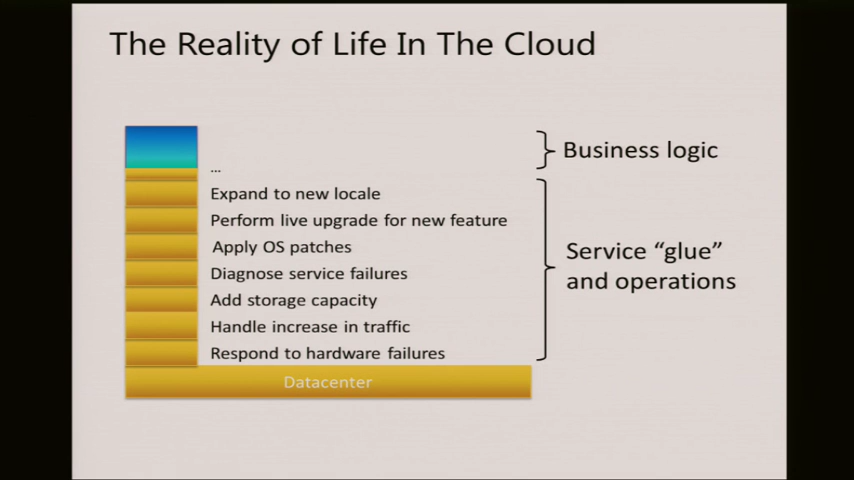 The Reality of Life In The Cloud
Business logic
...
Expand to new locale
Perform live upgrade for new feature
Apply OS patches
Diagnose service failures
Add storage capacity
Handle increase in traffic
Respond to hardware failures
Service “glue”
and operations
Datacenter